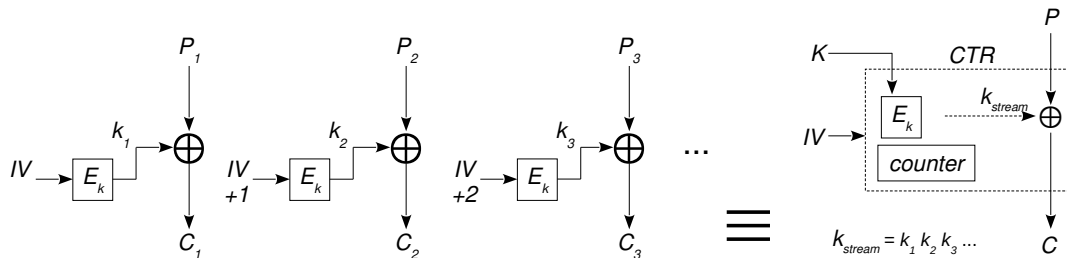 P1 P2 P3 P
K CTR
k1 k2 k3 Ek kstream
IV Ek IV +1 Ek IV +2 Ek ... IV
counter
C1 C2 C3 kstream = k1 k2 k3 ... C